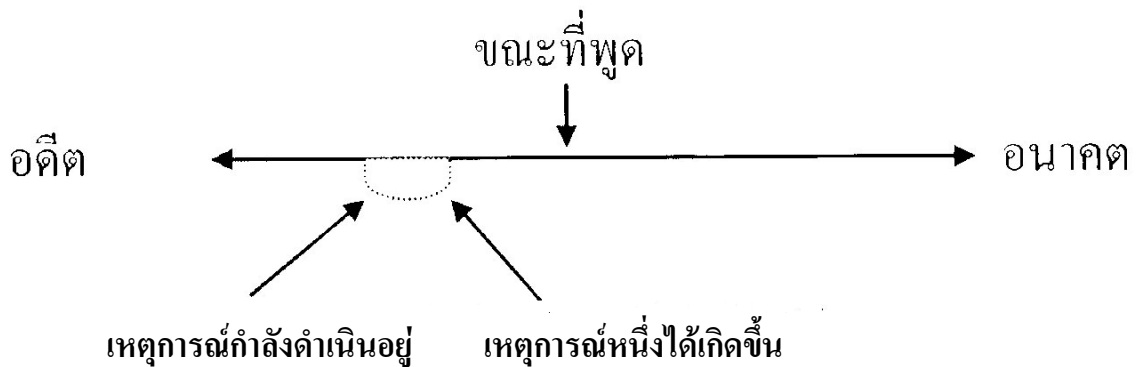 ขณะที่พูด
อดีต
อนาคต
เหตุการณ์กำลังดำเนินอยู่
เหตุการณ์หนึ่งได้เกิดขึ้น